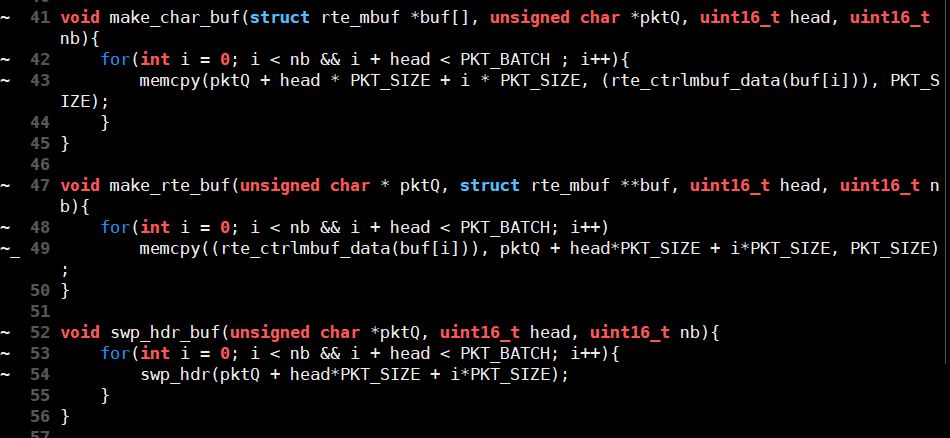 ~ 41 void make_char_buf(struct rte_mbuf *buf[], unsigned char *pktQ, uint16_t head, uint16_t
nb){
~ 42     for(int i = 0; i < nb && i + head < PKT_BATCH ; i++){
~ 43         memcpy(pktQ + head * PKT_SIZE + i * PKT_SIZE, (rte_ctrlmbuf_data(buf[i])), PKT_S
IZE);
44     }
45 }
46
~ 47 void make_rte_buf(unsigned char * pktQ, struct rte_mbuf **buf, uint16_t head, uint16_t n
b){
~ 48     for(int i = 0; i < nb && i + head < PKT_BATCH; i++)
~_ 49         memcpy((rte_ctrlmbuf_data(buf[i])), pktQ + head*PKT_SIZE + i*PKT_SIZE, PKT_SIZE)
;
50 }
51
~ 52 void swp_hdr_buf(unsigned char *pktQ, uint16_t head, uint16_t nb){
~ 53     for(int i = 0; i < nb && i + head < PKT_BATCH; i++){
~ 54         swp_hdr(pktQ + head*PKT_SIZE + i*PKT_SIZE);
55     }
56 }
57